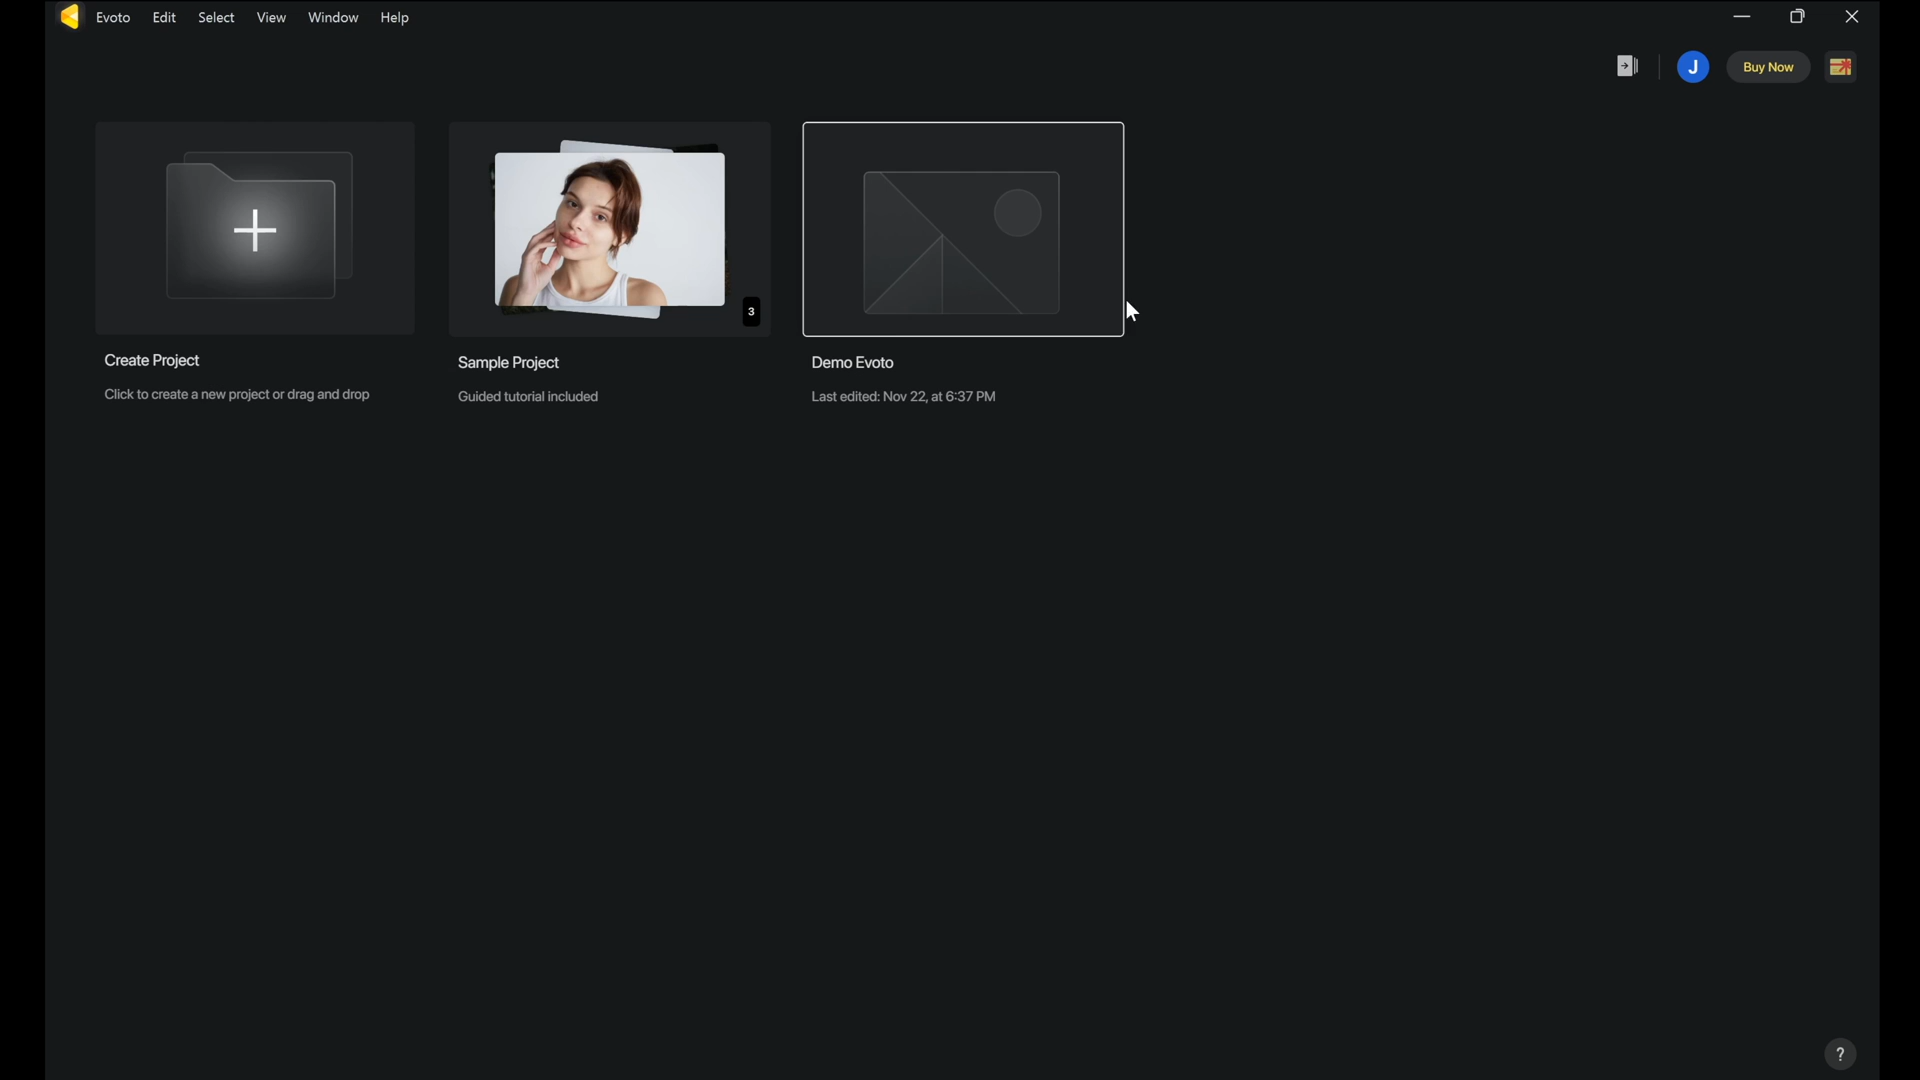 Evoto Edit Select View Window Help
J Buy Now
3
Create Project
Click to create a new project or drag and drop
Sample Project
Guided tutorial included
Demo Evoto
Last edited: Nov 22, at 6:37 PM
?